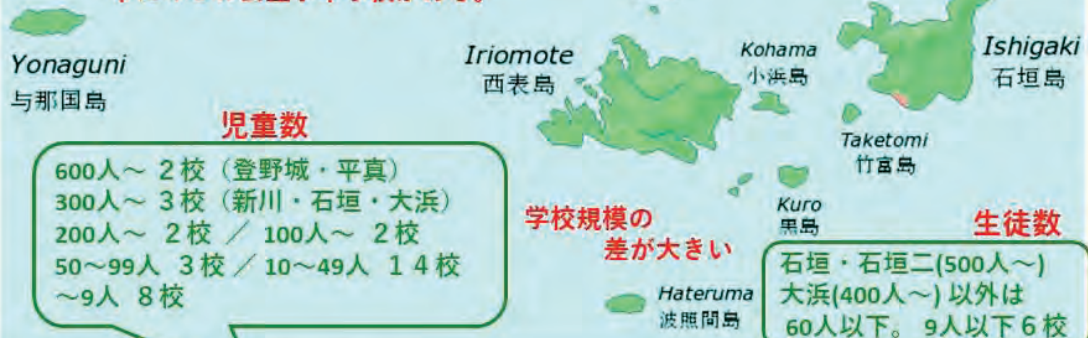 Yonaguni
与那国島
Iriomote
西表島
Kohama
小浜島
Ishigaki
石垣島
Taketomi
竹富島
Kuro
黒島
Hateruma
波照間島
児童数
600人～ 2校（登野城・平真）
300人～ 3校（新川・石垣・大浜）
200人～ 2校 ／ 100人～ 2校
50～99人 3校 ／ 10～49人 １４校
～9人 8校
学校規模の
差が大きい
生徒数
石垣・石垣二(500人～)
大浜(400人～) 以外は
60人以下。 9人以下６校